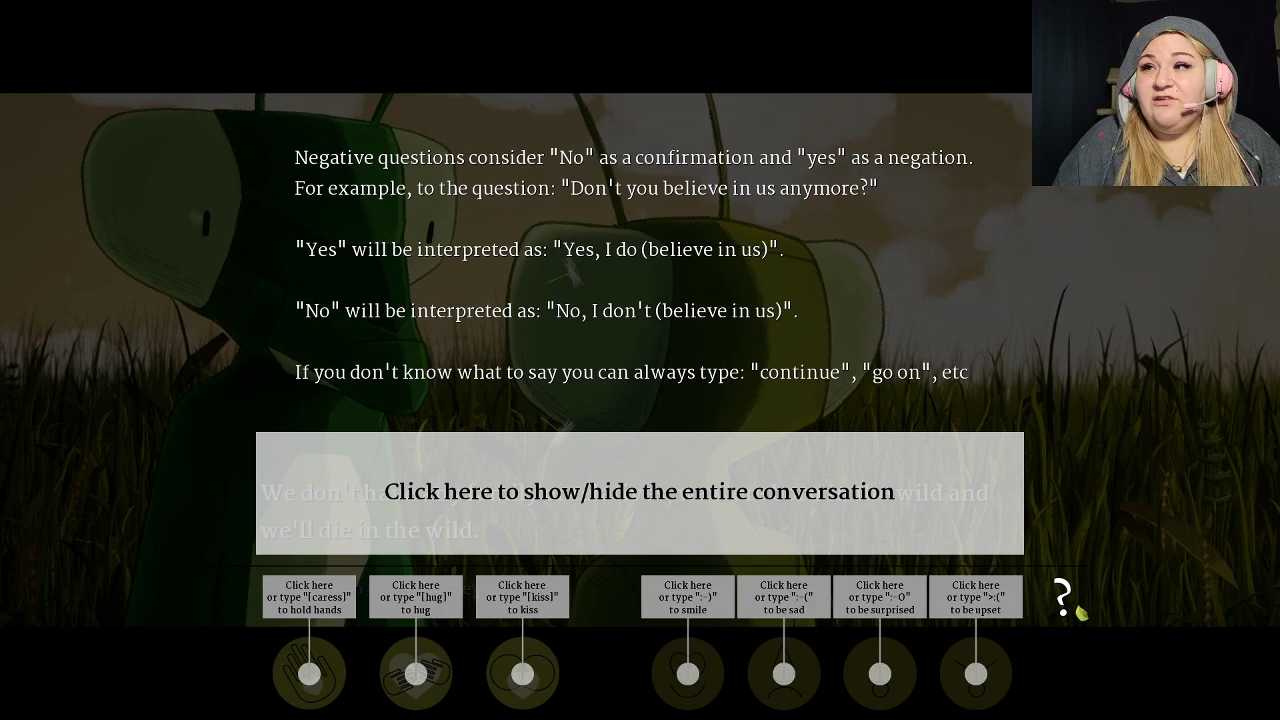 Negative questions consider "No" as a confirmation and "yes" as a negation.
For example, to the question: "Don't you believe in us anymore?"
"Yes" will be interpreted as: "Yes, I do (believe in us)".
"No" will be interpreted as: "No, I don't (believe in us)".
If you don't know what to say you can always type: "continue", "go on", etc
Click here to show/hide the entire conversation
We don't wild and
we'll die in the wild.
Click here
or type "[caress]"
to hold hands
Click here
or type "[hug]"
to hug
Click here
or type "[kiss]"
to kiss
Click here
or type ":-)"
to smile
Click here
or type ":-("
to be sad
Click here
or type ":-O"
to be surprised
Click here
or type ">:("
to be upset
?